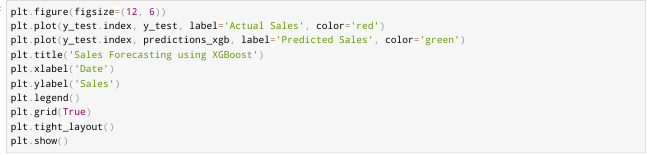 plt.figure(figsize=(12, 6))
plt.plot(y_test.index, y_test, label='Actual Sales', color='red')
plt.plot(y_test.index, predictions_xgb, label='Predicted Sales', color='green')
plt.title('Sales Forecasting using XGBoost')
plt.xlabel('Date')
plt.ylabel('Sales')
plt.legend()
plt.grid(True)
plt.tight_layout()
plt.show()